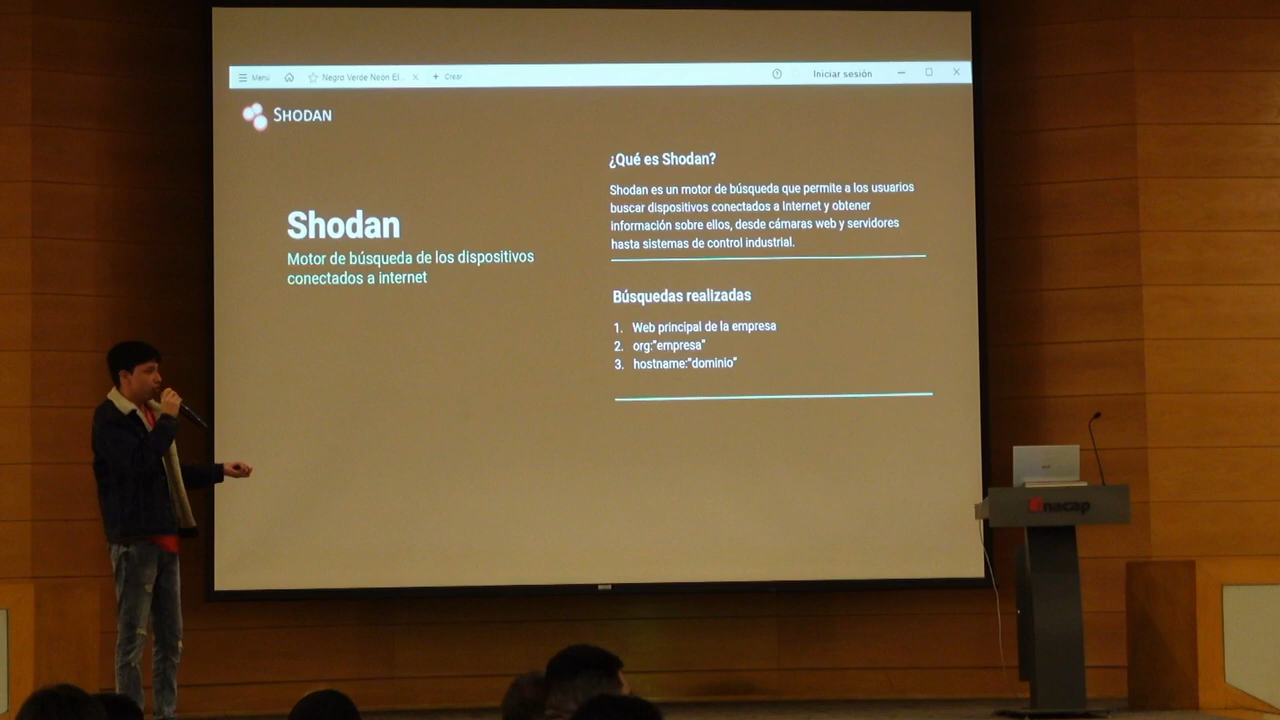 Menú
Negro Verde Neón El...
Crear
Iniciar sesión
SHODAN
Shodan
Motor de búsqueda de los dispositivos
conectados a internet
¿Qué es Shodan?
Shodan es un motor de búsqueda que permite a los usuarios
buscar dispositivos conectados a Internet y obtener
información sobre ellos, desde cámaras web y servidores
hasta sistemas de control industrial.
Búsquedas realizadas
1. Web principal de la empresa
2. org:"empresa"
3. hostname:"dominio"
inacap